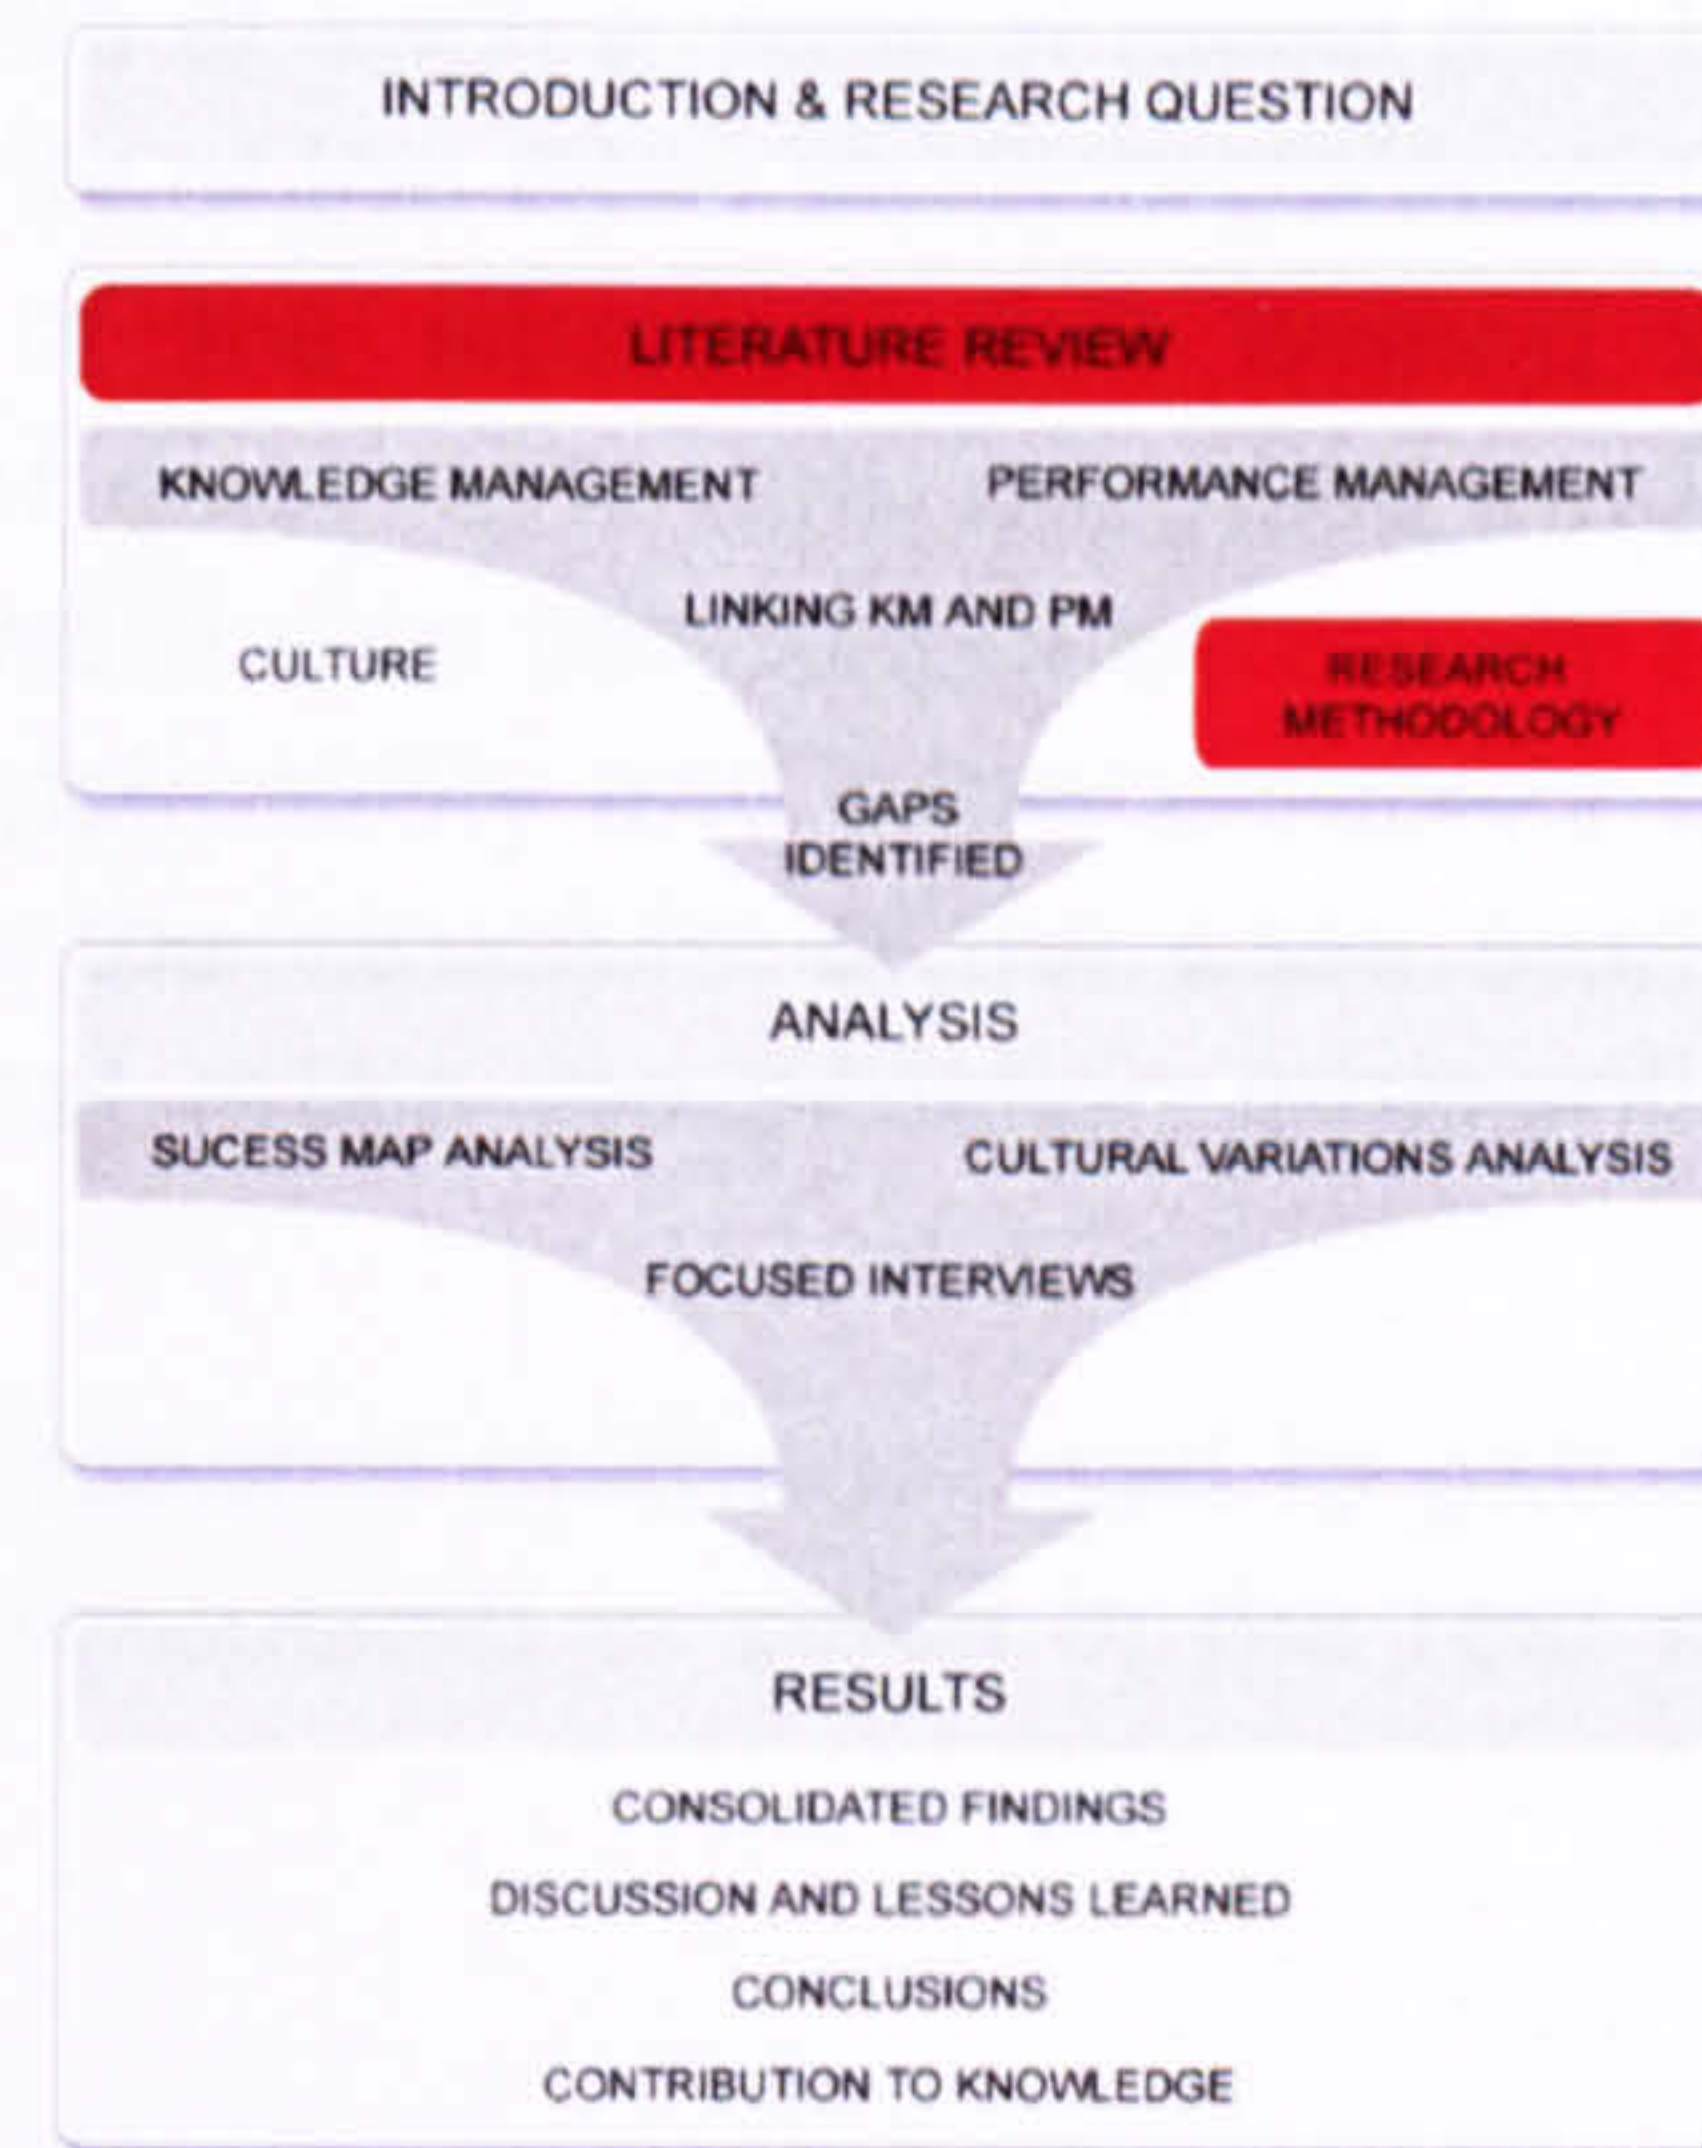 INTRODUCTION & RESEARCH QUESTION
LITERATURE REVIEW
KNOWLEDGE MANAGEMENT
PERFORMANCE MANAGEMENT
LINKING KM AND PM
CULTURE
RESEARCH
METHODOLOGY
GAPS
IDENTIFIED
ANALYSIS
SUCESS MAP ANALYSIS
CULTURAL VARIATIONS ANALYSIS
FOCUSED INTERVIEWS
RESULTS
CONSOLIDATED FINDINGS
DISCUSSION AND LESSONS LEARNED
CONCLUSIONS
CONTRIBUTION TO KNOWLEDGE